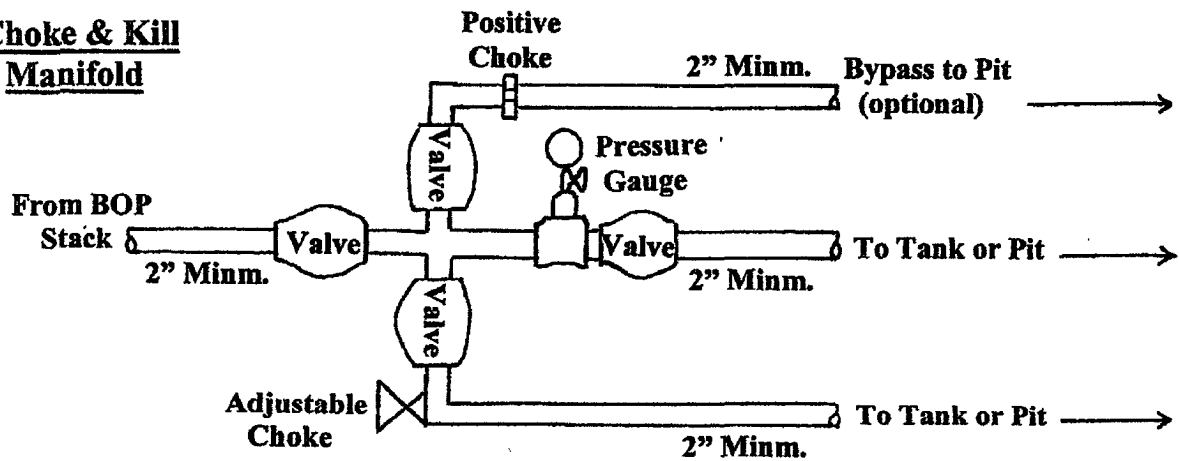 Choke & Kill
Manifold
Positive
Choke
2" Minm.
Bypass to Pit
(optional)
Valve
Pressure
Gauge
From BOP
Stack
2" Minm.
Valve
Valve
2" Minm.
To Tank or Pit
Valve
Adjustable
Choke
2" Minm.
To Tank or Pit